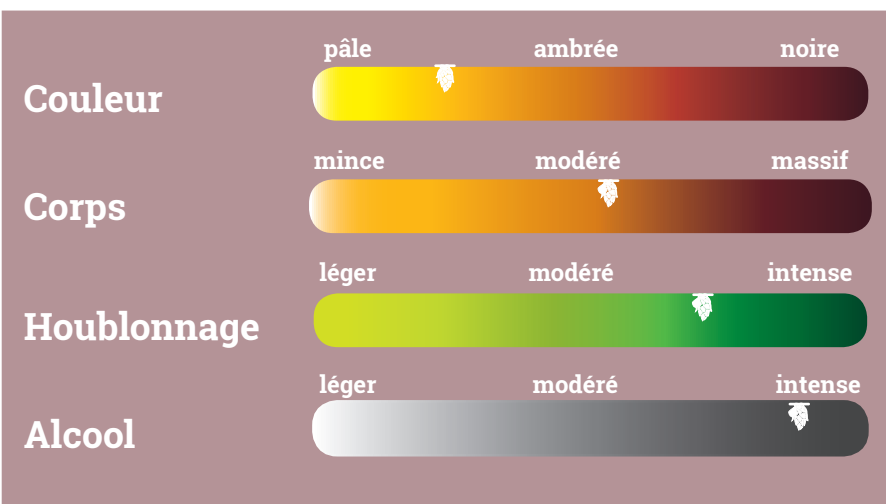 pâle ambrée noire
Couleur
mince modéré massif
Corps
léger modéré intense
Houblonnage
léger modéré intense
Alcool